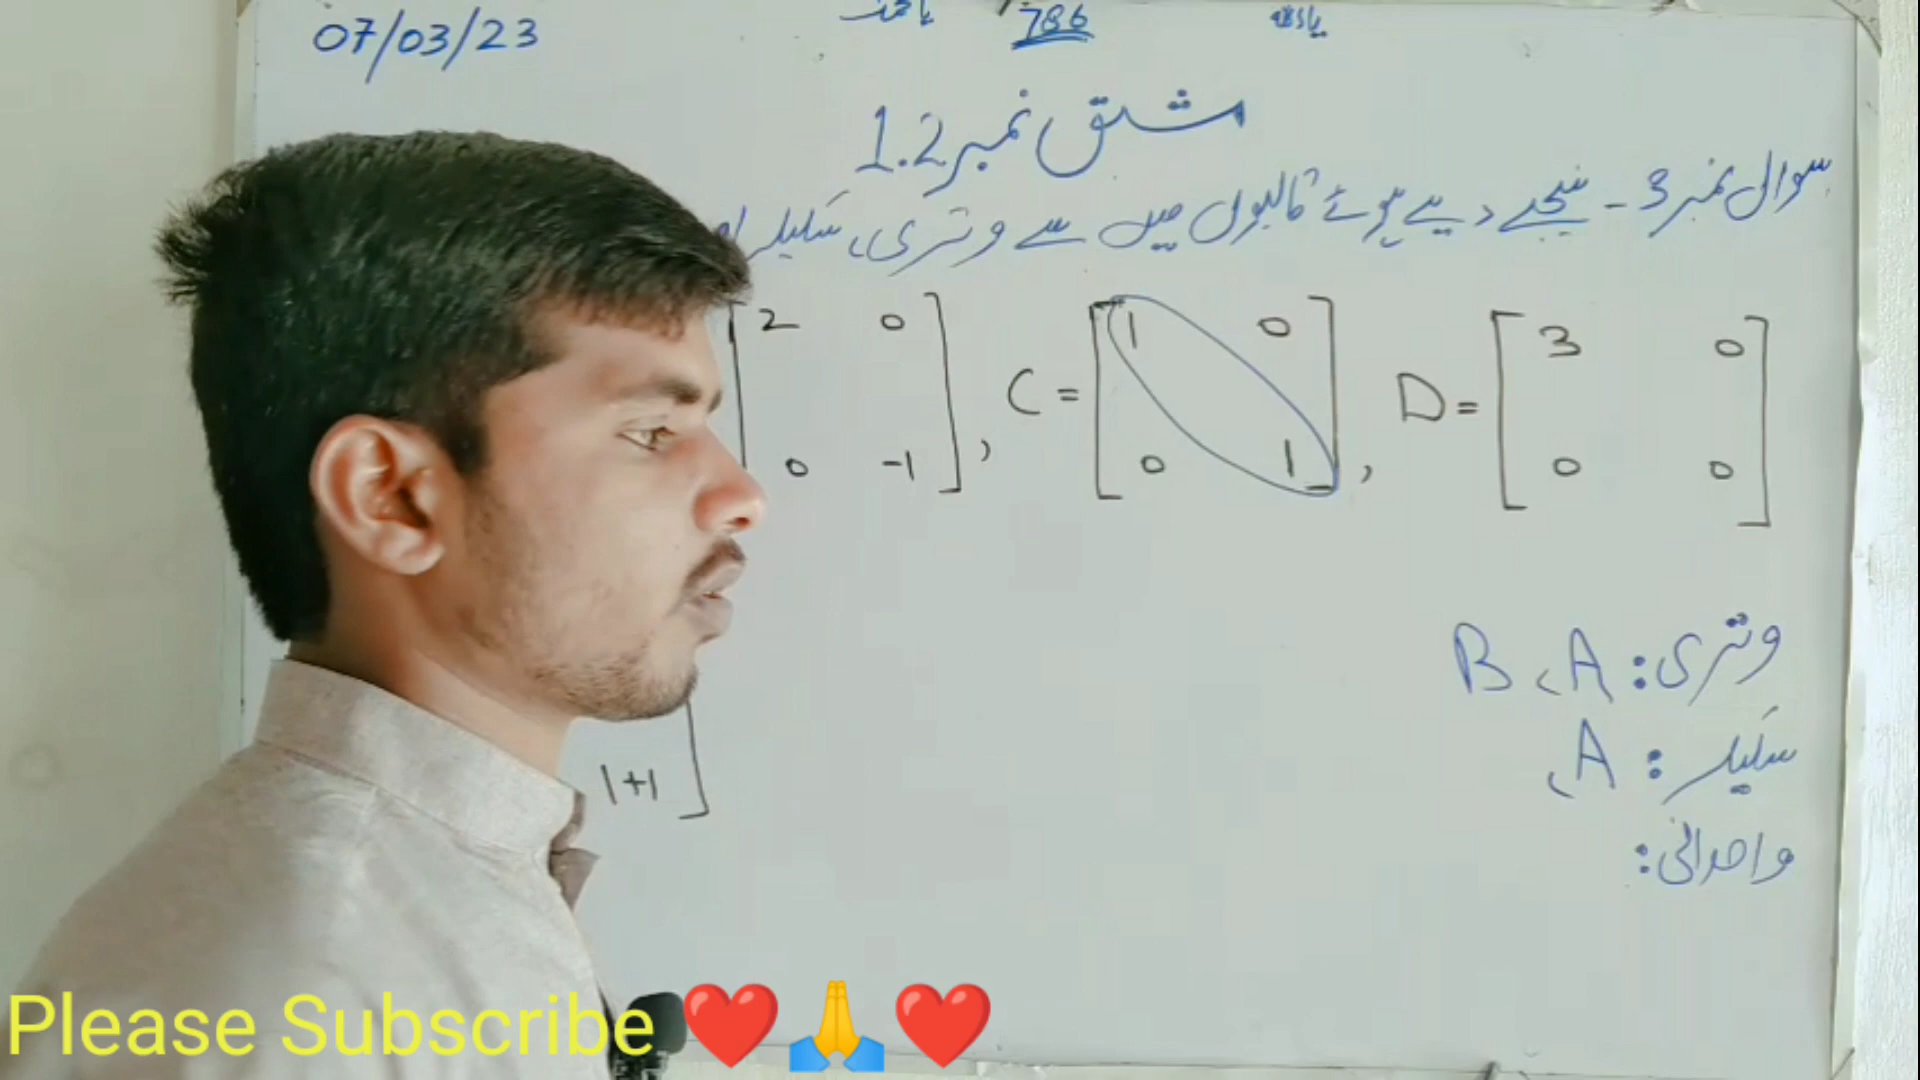 07/03/23 786
مشق نمبر 1.2
سوال نمبر 3 - نیچے دیے ہوئے قالبوں میں سے وتری، سکیلر
2 0 , C = [ 1 0 , D = [ 3 0 ]
0 -1 ] 0 1 ] 0 0 ]
وتری: A، B
سکیلر: A،
1+1 ]
واحدانی:
Please Subscribe ❤️🙏❤️